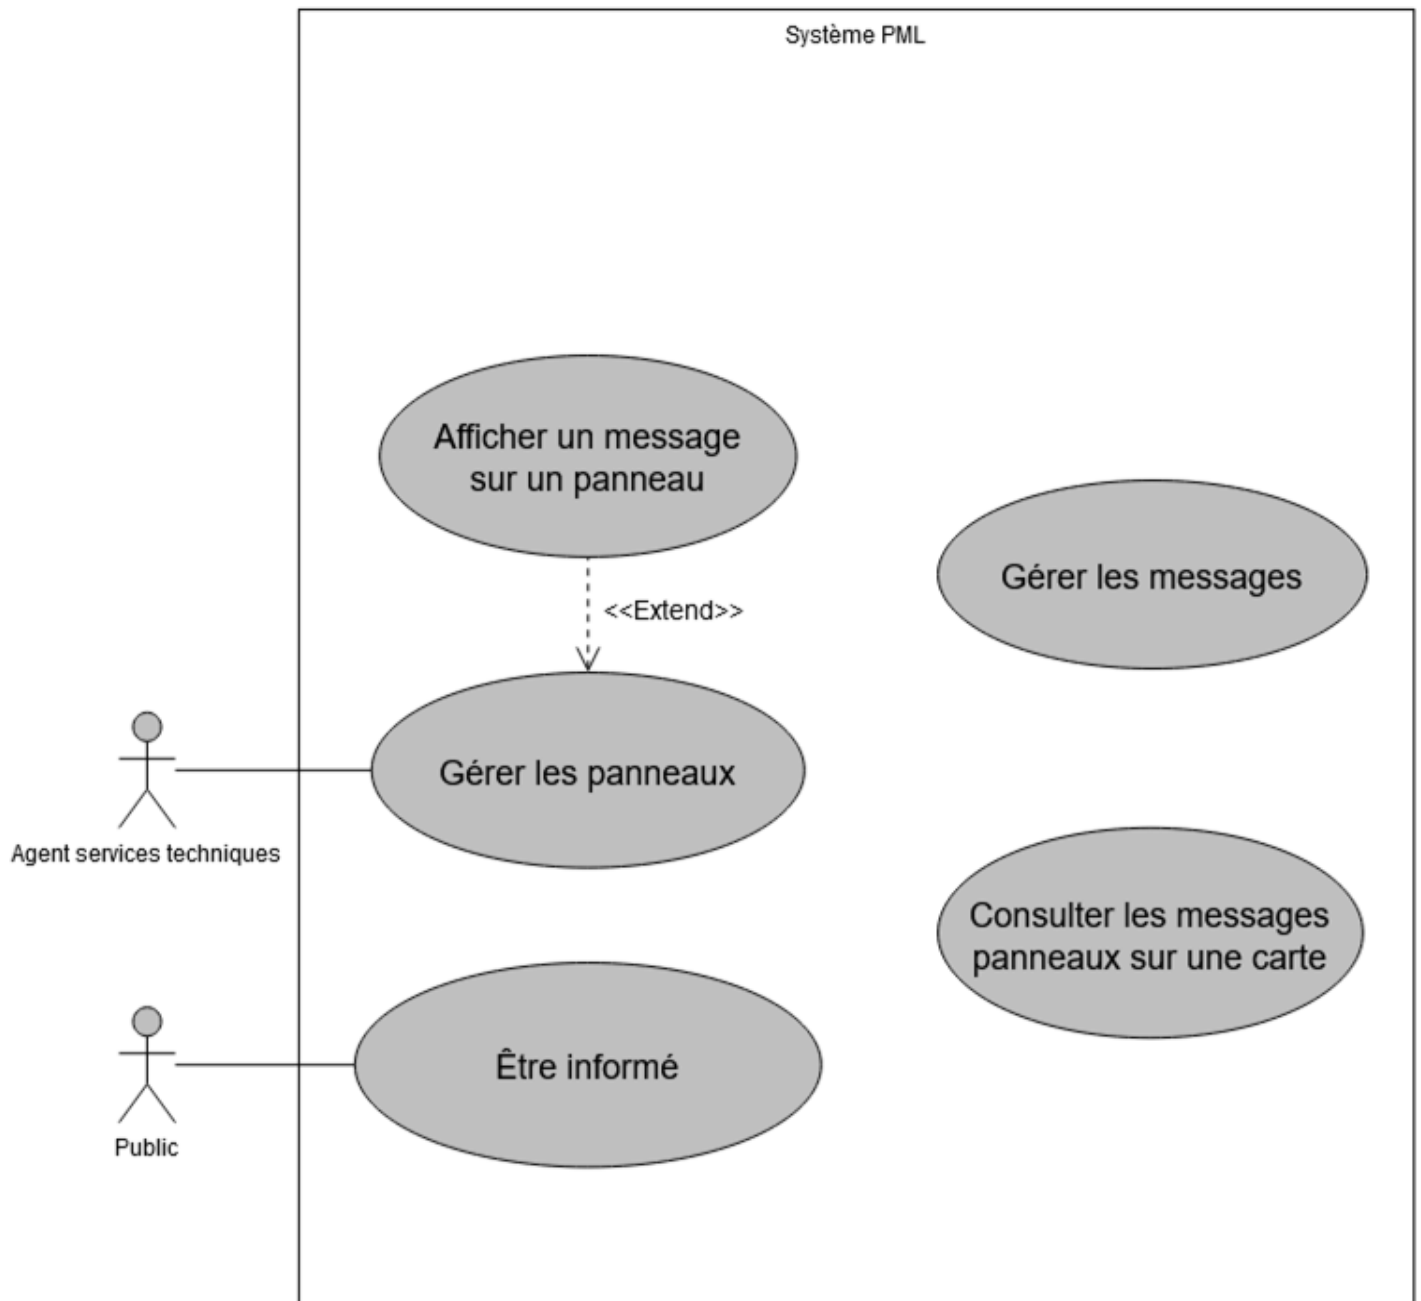 Système PML
Afficher un message
sur un panneau
Gérer les messages
<<Extend>>
Gérer les panneaux
Agent services techniques
Consulter les messages
panneaux sur une carte
Être informé
Public